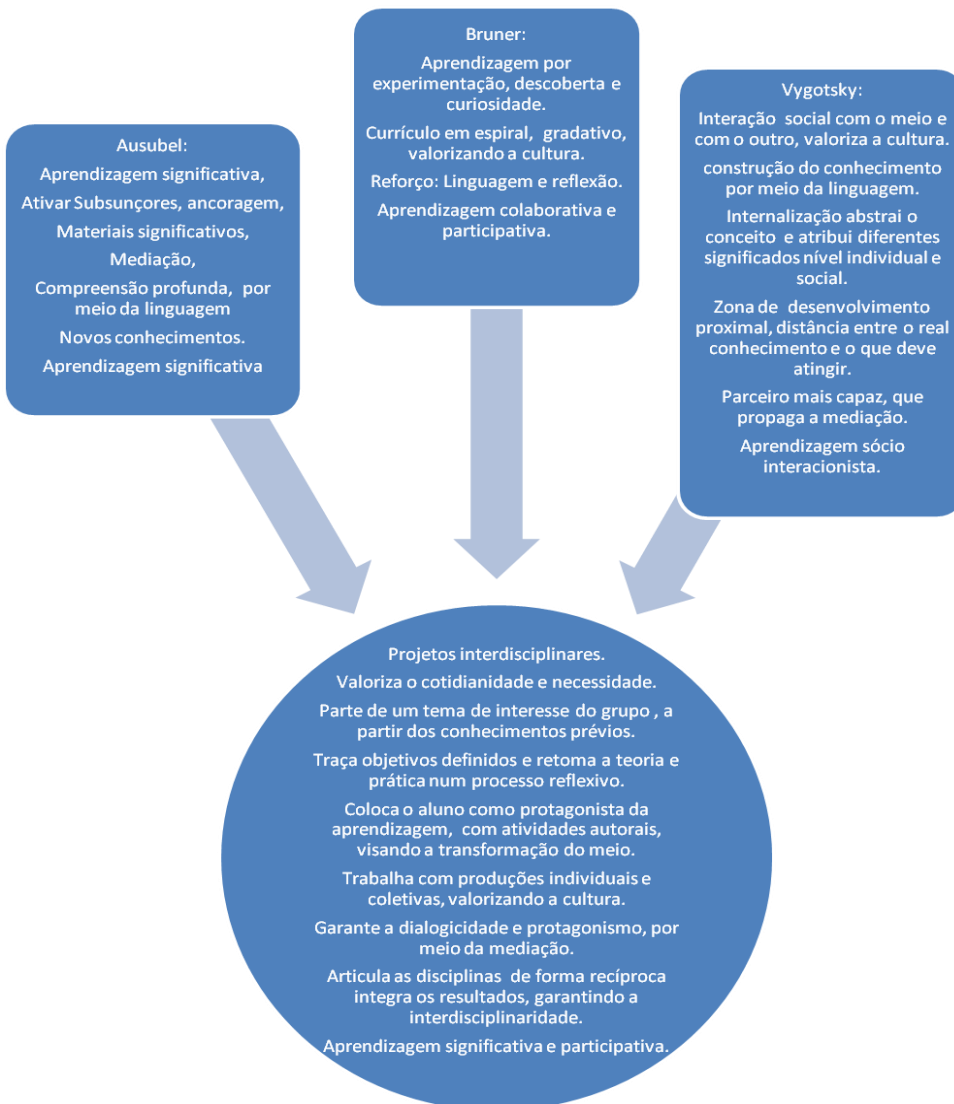 Ausubel:
Aprendizagem significativa,
Ativar Subsunçores, ancoragem,
Materiais significativos,
Mediação,
Compreensão profunda, por
meio da linguagem
Novos conhecimentos.
Aprendizagem significativa
Bruner:
Aprendizagem por
experimentação, descoberta e
curiosidade.
Currículo em espiral, gradativo,
valorizando a cultura.
Reforço: Linguagem e reflexão.
Aprendizagem colaborativa e
participativa.
Vygotsky:
Interação social com o meio e
com o outro, valoriza a cultura.
construção do conhecimento
por meio da linguagem.
Internalização abstrai o
conceito e atribui diferentes
significados nível individual e
social.
Zona de desenvolvimento
proximal, distância entre o real
conhecimento e o que deve
atingir.
Parceiro mais capaz, que
propaga a mediação.
Aprendizagem sócio
interacionista.
Projetos interdisciplinares.
Valoriza o cotidianidade e necessidade.
Parte de um tema de interesse do grupo , a
partir dos conhecimentos prévios.
Traça objetivos definidos e retoma a teoria e
prática num processo reflexivo.
Coloca o aluno como protagonista da
aprendizagem, com atividades autorais,
visando a transformação do meio.
Trabalha com produções individuais e
coletivas, valorizando a cultura.
Garante a dialogicidade e protagonismo, por
meio da mediação.
Articula as disciplinas de forma recíproca
integra os resultados, garantindo a
interdisciplinaridade.
Aprendizagem significativa e participativa.